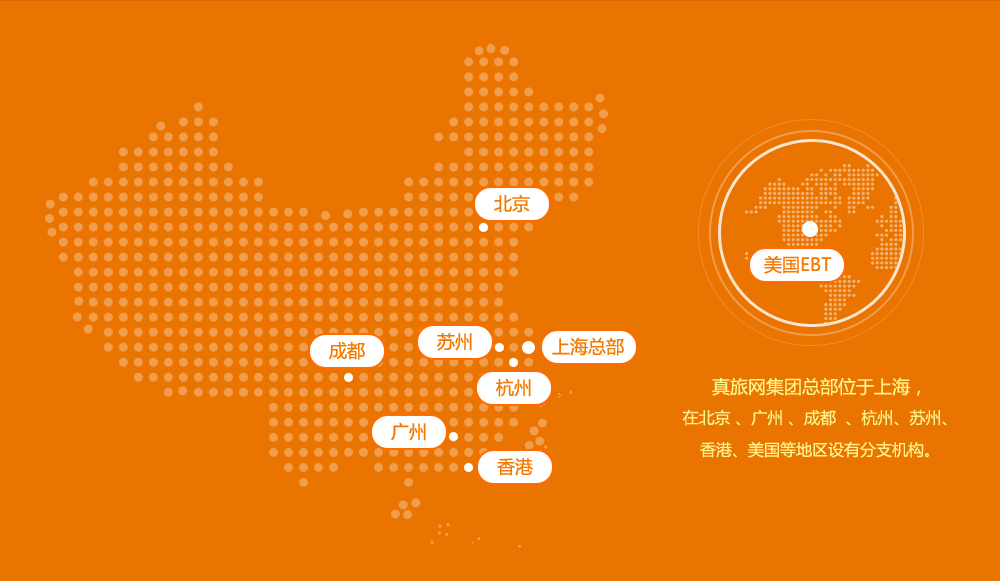 北京
美国EBT
苏州
上海总部
成都
杭州
广州
香港
真旅网集团总部位于上海，
在北京 、广州 、成都 、杭州、苏州、
香港、美国等地区设有分支机构。